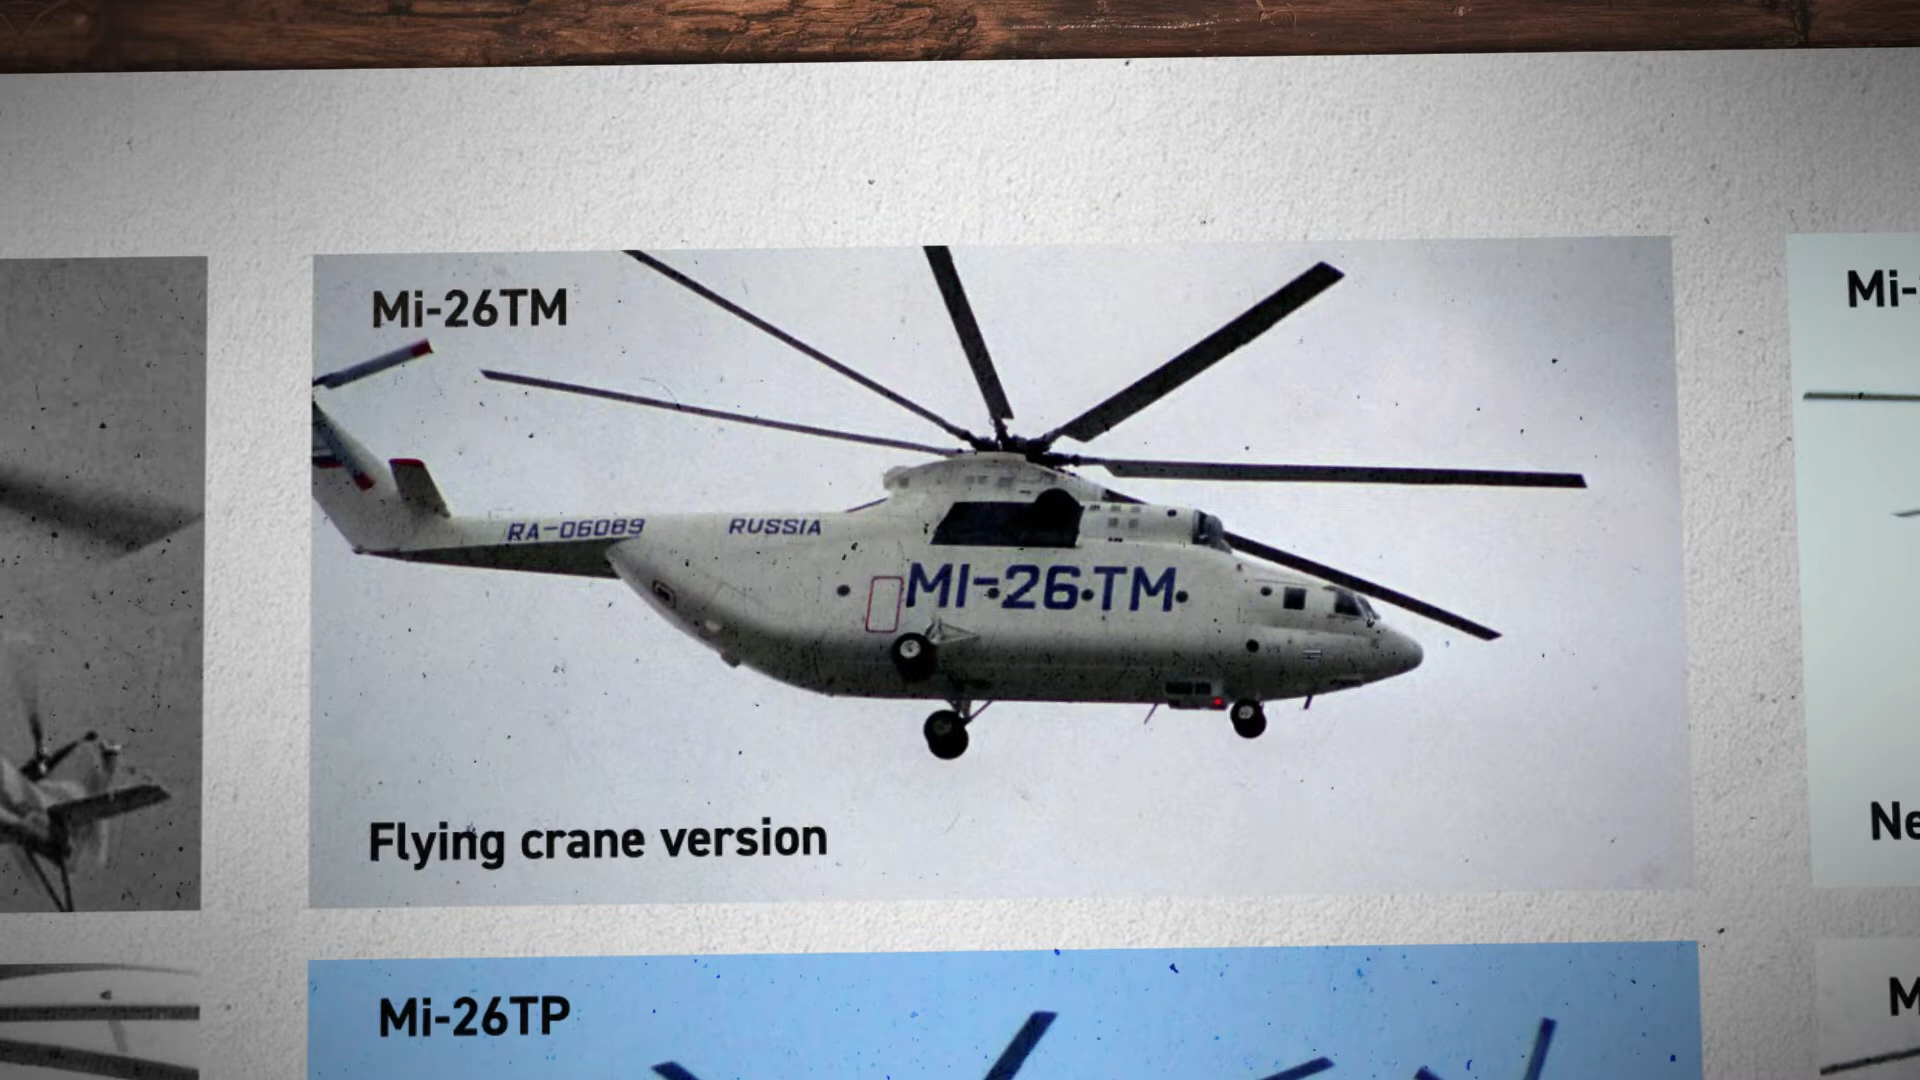 Mi-26TM
RA-06089
RUSSIA
MI-26•TM•
Flying crane version
Mi-26TP
Mi-
Ne
M